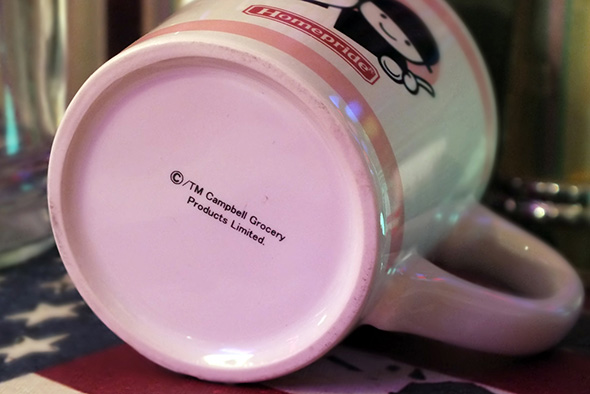 Homepride
©/TM Campbell Grocery
Products Limited.